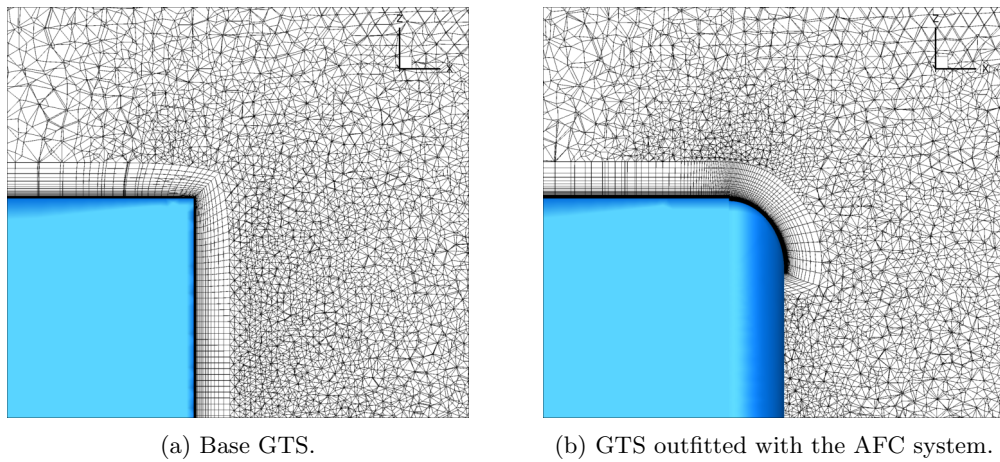 Z
X
Z
X
(a) Base GTS.
(b) GTS outfitted with the AFC system.